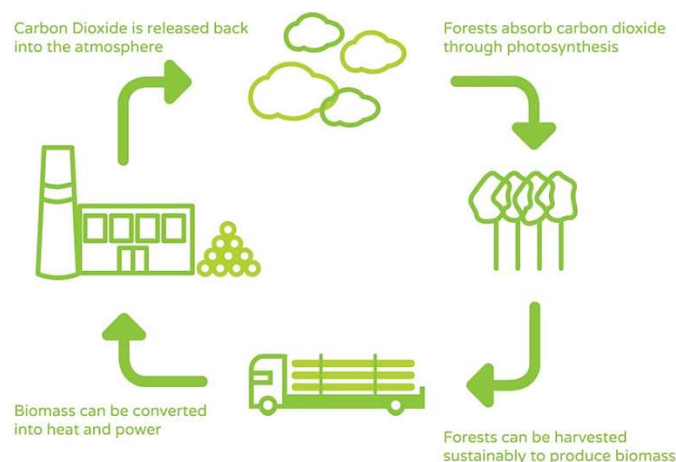 Carbon Dioxide is released back
into the atmosphere
Forests absorb carbon dioxide
through photosynthesis
Forests can be harvested
sustainably to produce biomass
Biomass can be converted
into heat and power